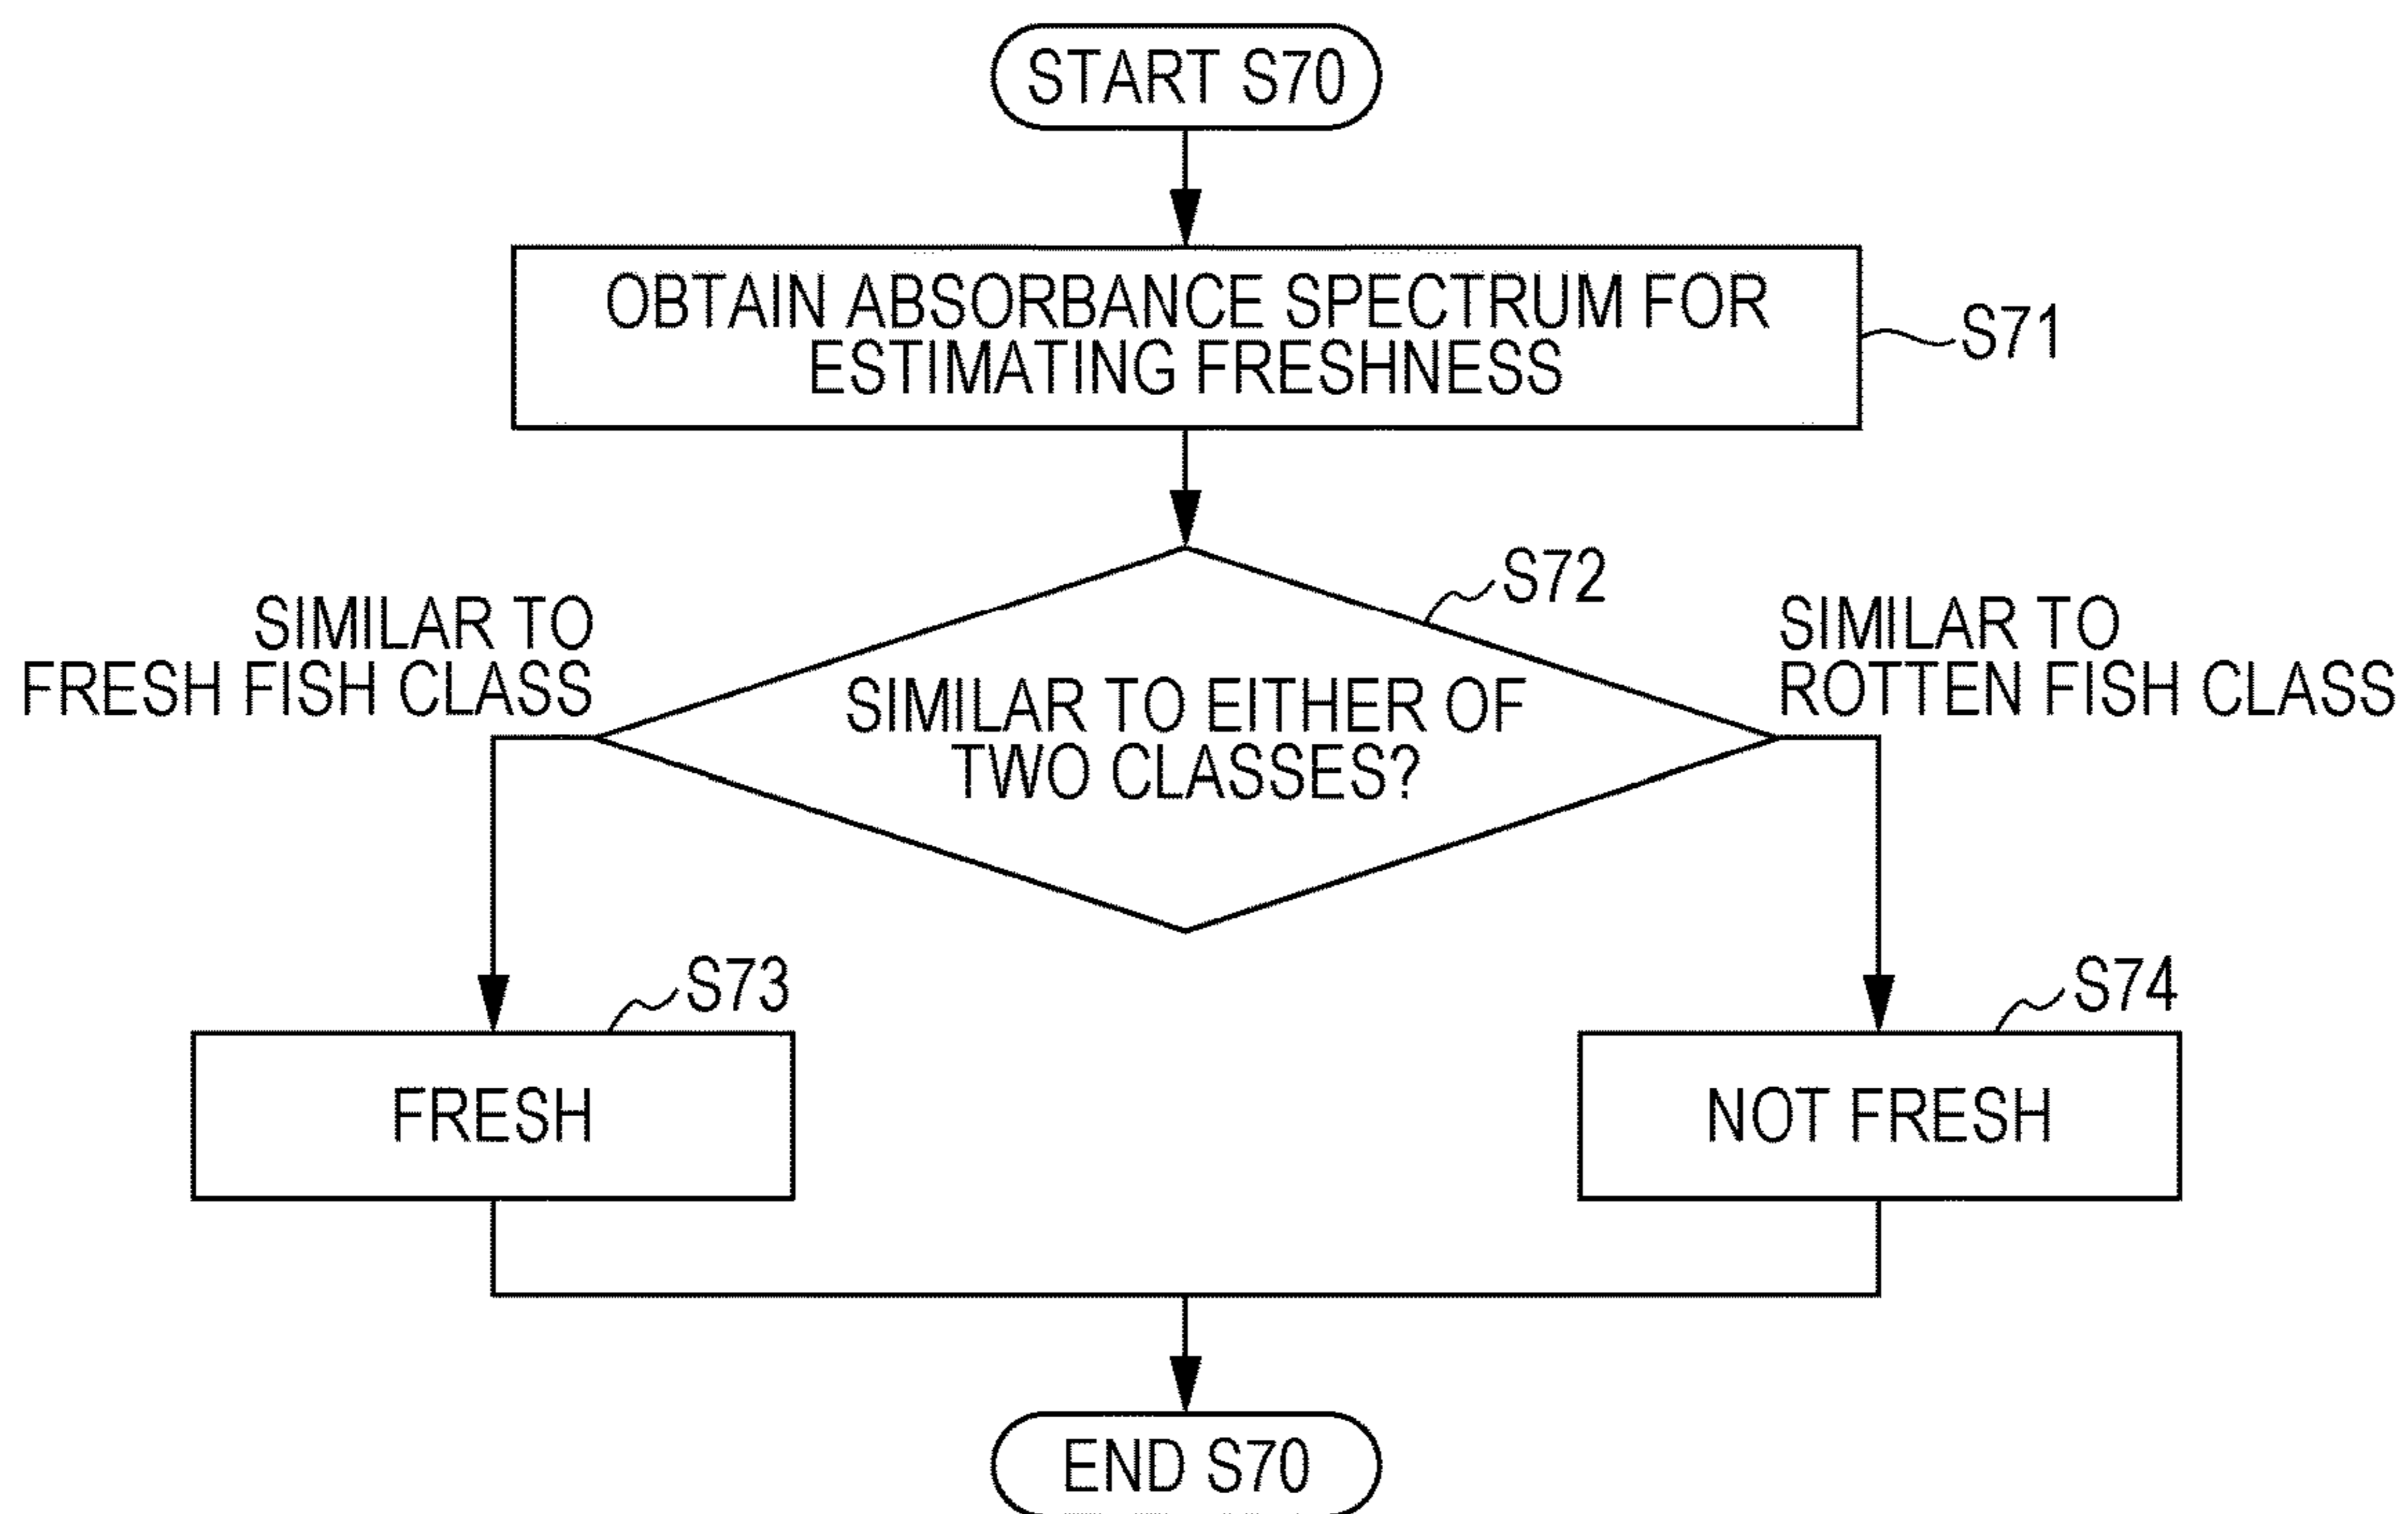 START S70
OBTAIN ABSORBANCE SPECTRUM FOR
ESTIMATING FRESHNESS
S71
S72
SIMILAR TO
FRESH FISH CLASS
SIMILAR TO EITHER OF
TWO CLASSES?
SIMILAR TO
ROTTEN FISH CLASS
S73
FRESH
S74
NOT FRESH
END S70